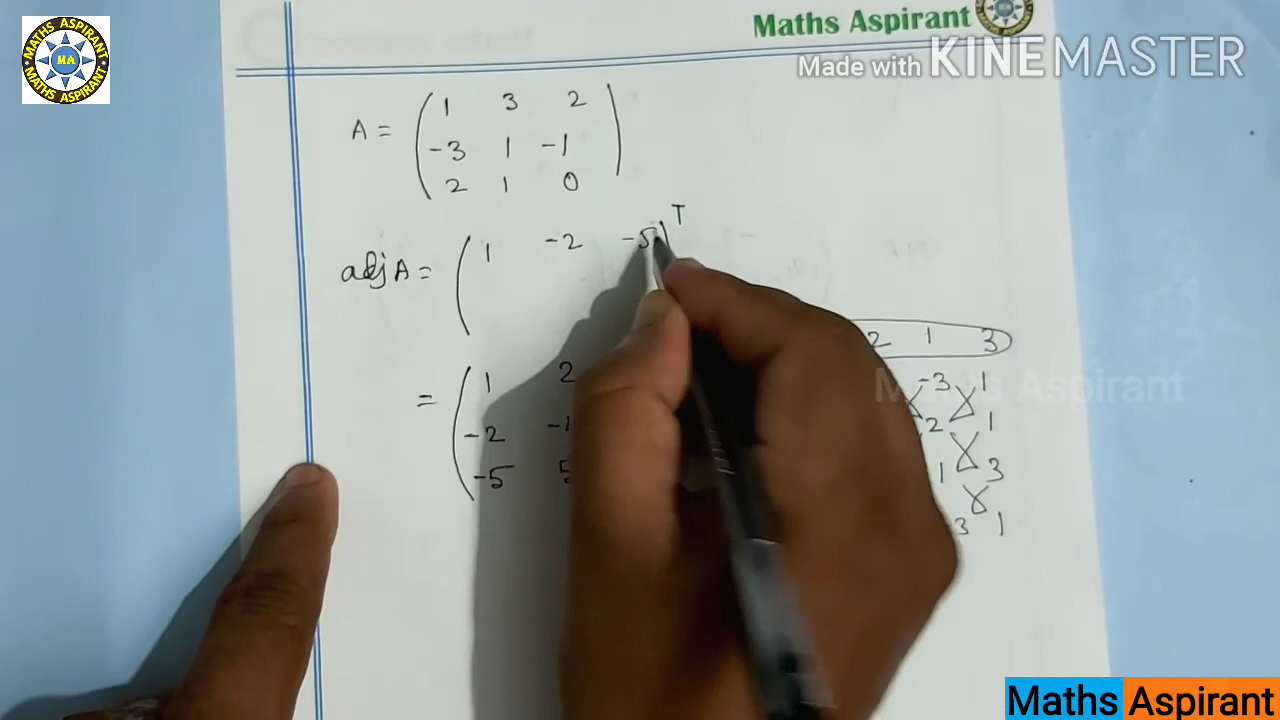 MATHS ASPIRANT
MA
MATHS ASPIRANT
Maths Aspirant
Made with KINEMASTER
A = ( 1 3 2 )
-3 1 -1
2 1 0
adj A = ( 1 -2 -5 )T
= ( 1 2
-2 -1
-5 5
2 1 3
-3 1
2 1
1 3
3 1
Maths Aspirant
Maths Aspirant